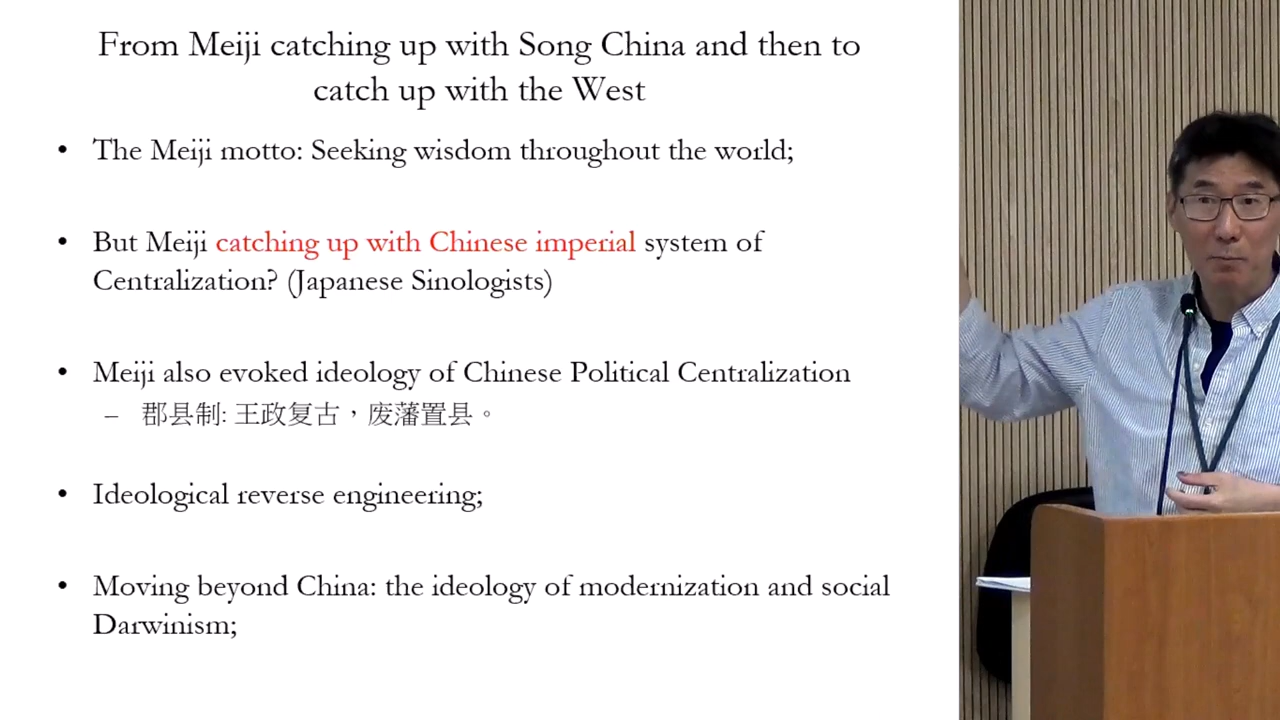 From Meiji catching up with Song China and then to
catch up with the West
• The Meiji motto: Seeking wisdom throughout the world;
• But Meiji catching up with Chinese imperial system of
Centralization? (Japanese Sinologists)
• Meiji also evoked ideology of Chinese Political Centralization
– 郡县制: 王政复古，废藩置县。
• Ideological reverse engineering;
• Moving beyond China: the ideology of modernization and social
Darwinism;